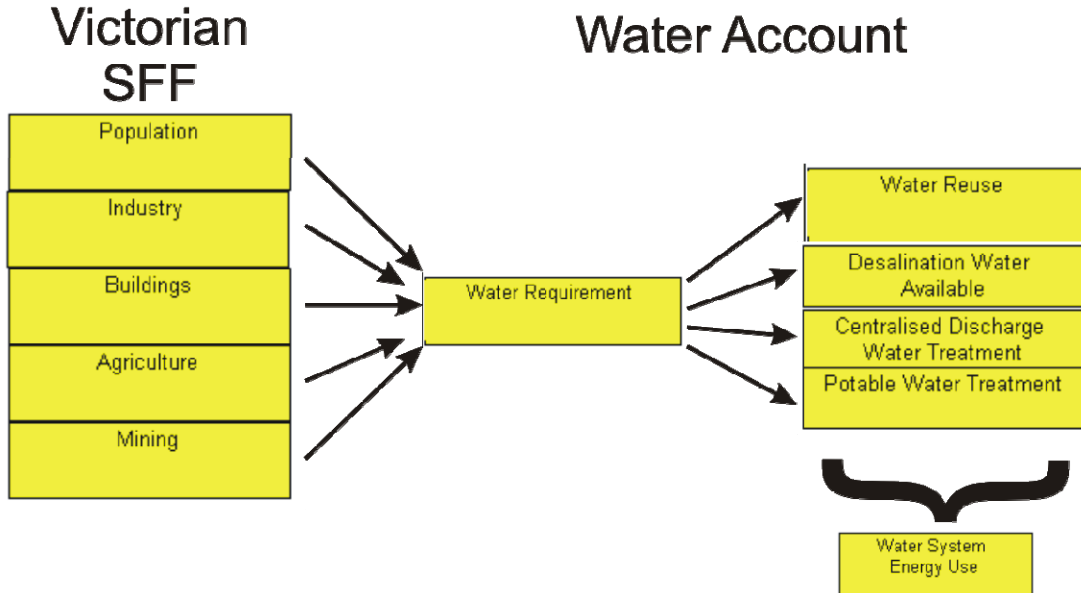 Victorian
SFF
Water Account
Population
Industry
Buildings
Agriculture
Mining
Water Requirement
Water Reuse
Desalination Water
Available
Centralised Discharge
Water Treatment
Potable Water Treatment
Water System
Energy Use